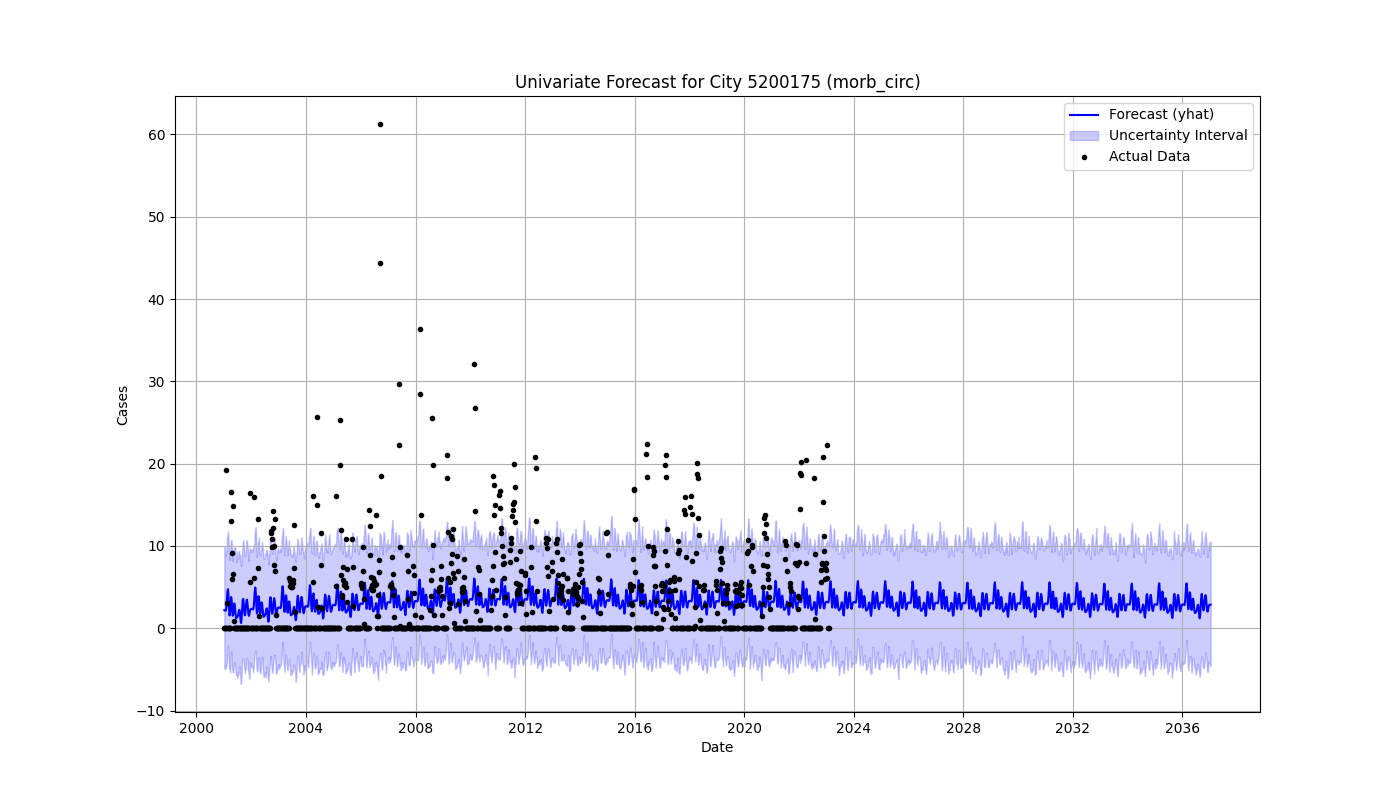 Univariate Forecast for City 5200175 (morb_circ)
Forecast (yhat)
Uncertainty Interval
Actual Data
60
50
40
30
20
10
0
−10
Cases
2000 2004 2008 2012 2016 2020 2024 2028 2032 2036
Date